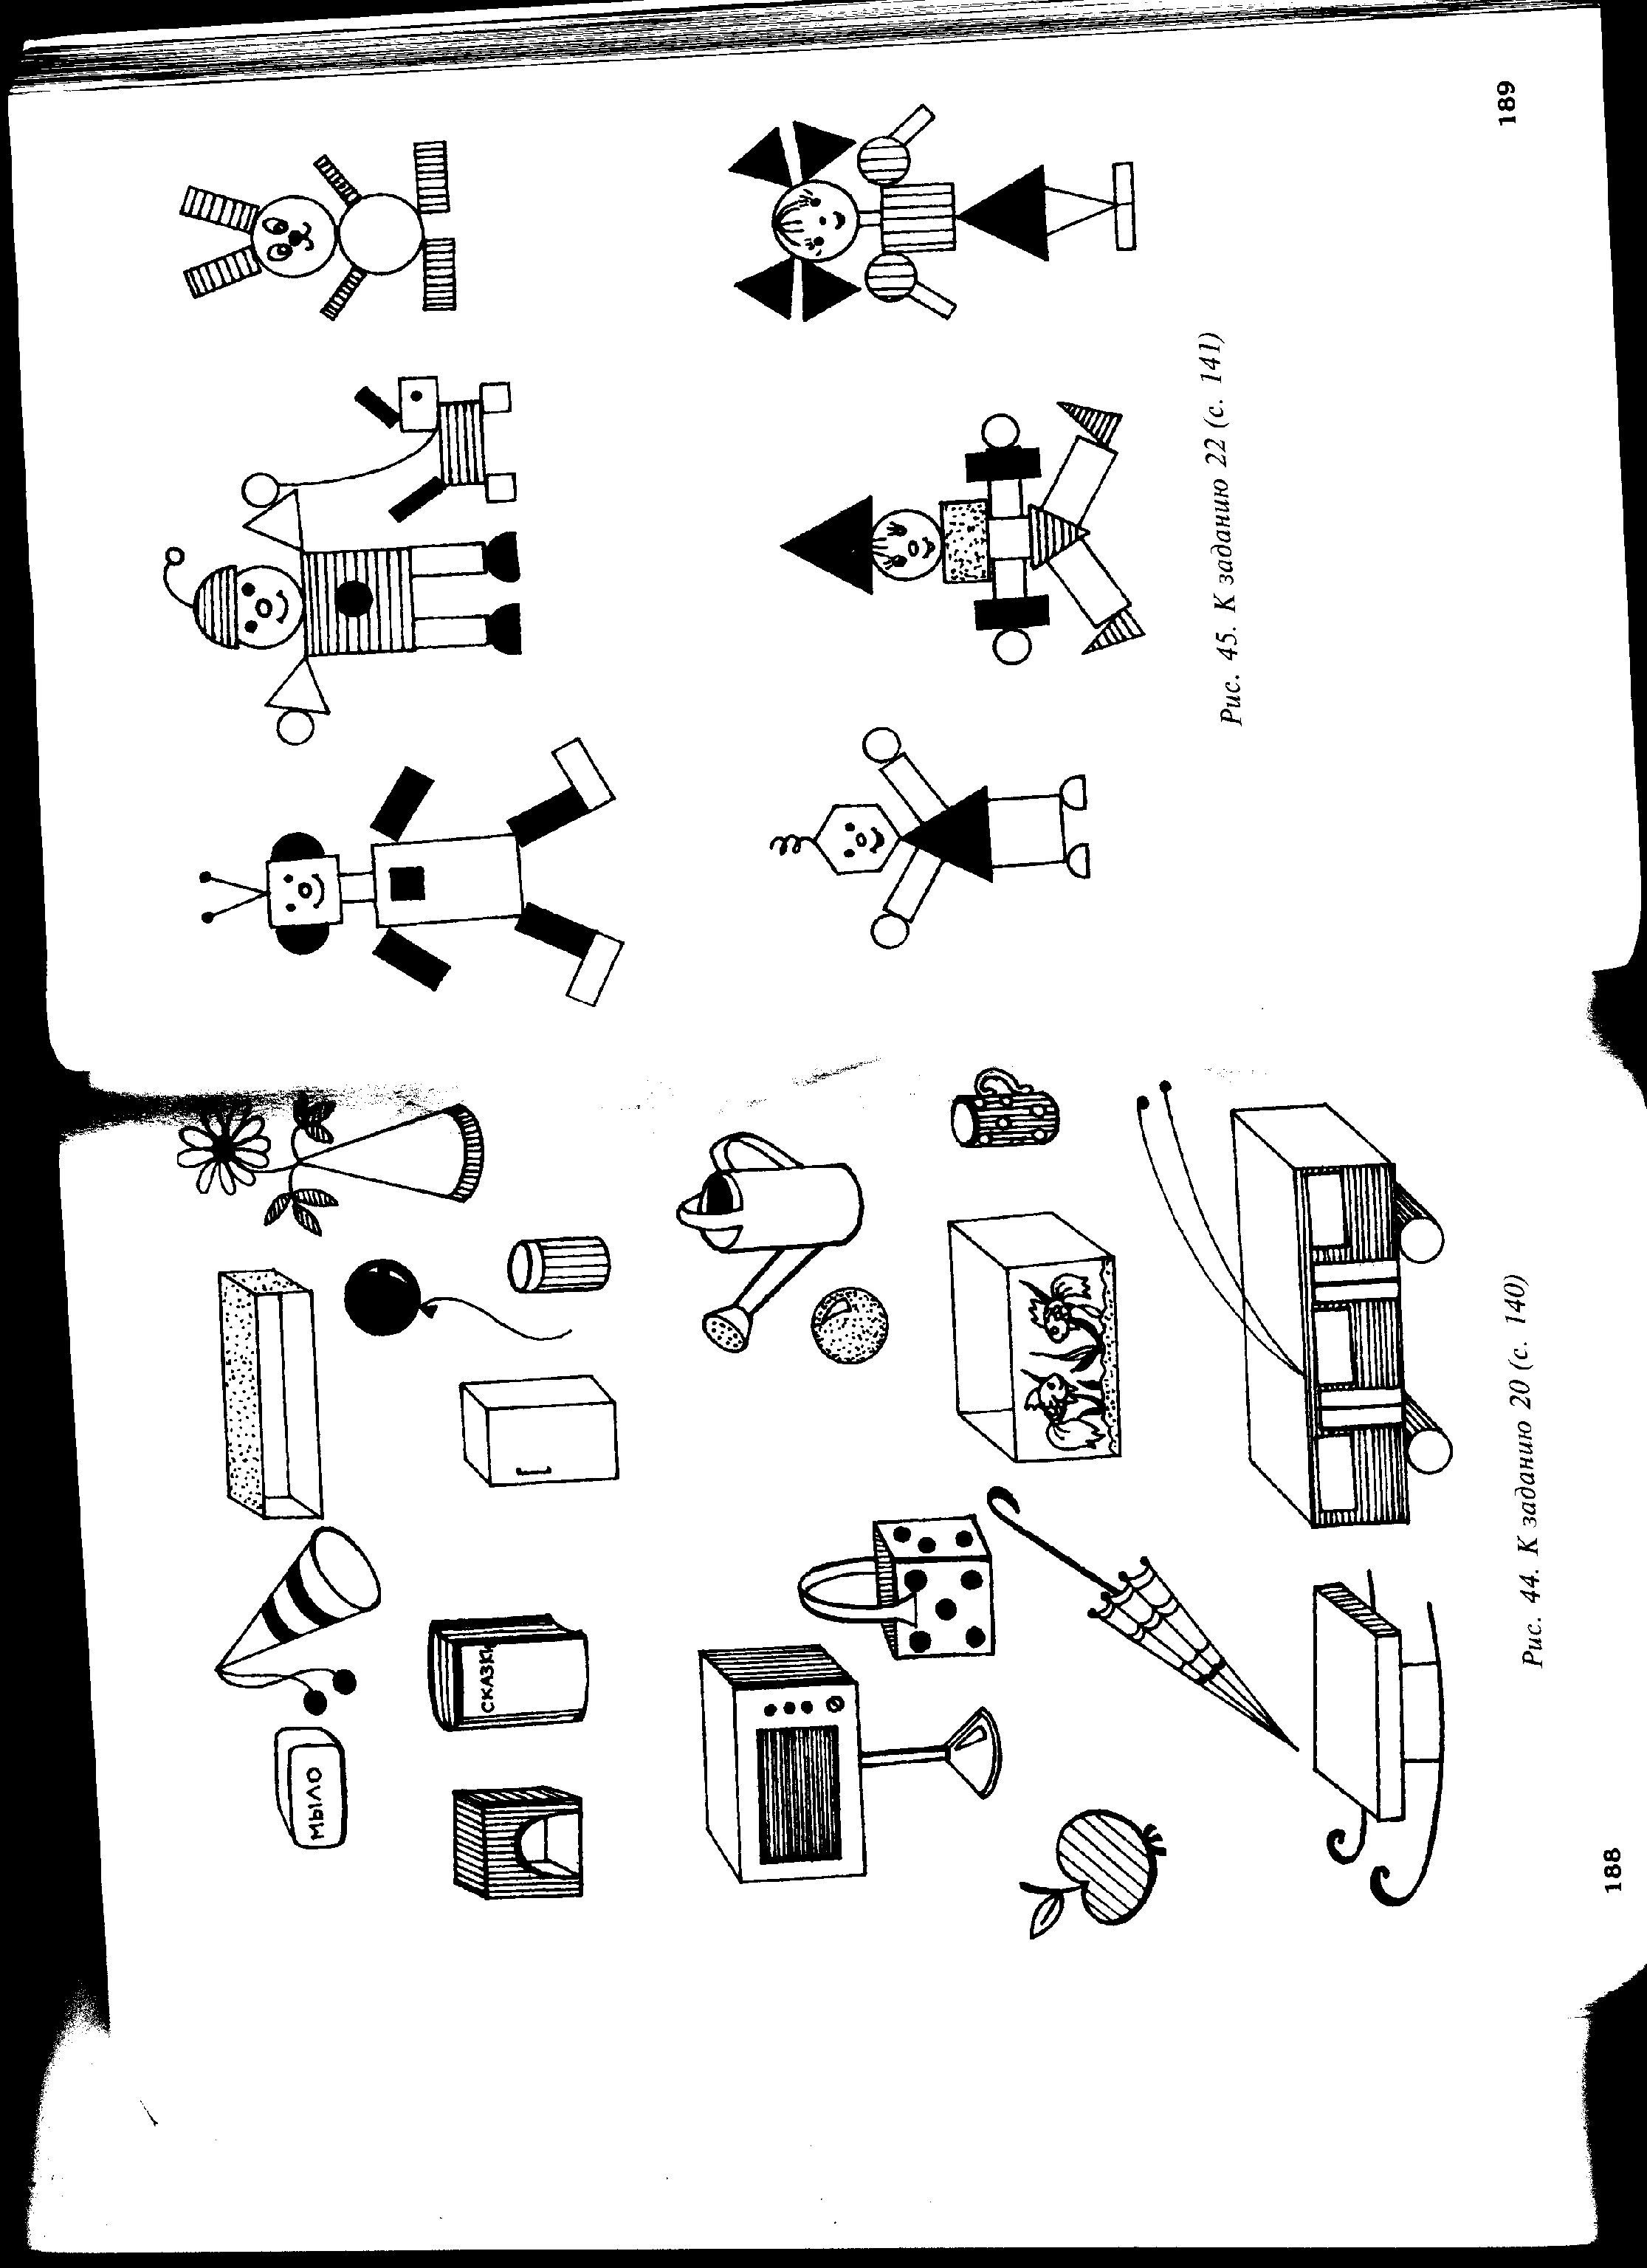 МЫЛО
СКАЗКИ
Рис. 44. К заданию 20 (с. 140)
188
Рис. 45. К заданию 22 (с. 141)
189